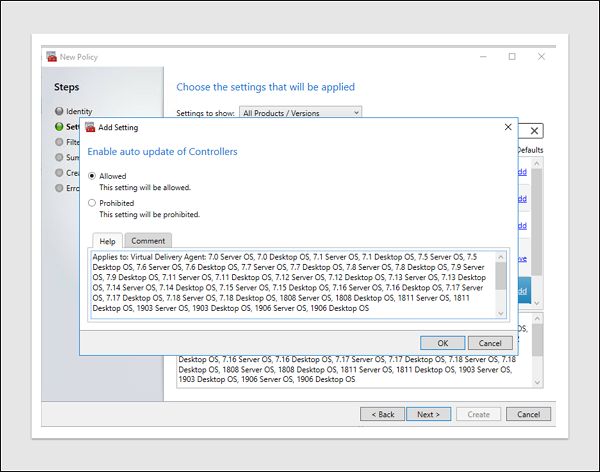 New Policy
Steps
Choose the settings that will be applied
Identity
Settings to show: All Products / Versions
Add Setting
Defaults
Enable auto update of Controllers
Allowed
This setting will be allowed.
Prohibited
This setting will be prohibited.
Help Comment
Applies to: Virtual Delivery Agent: 7.0 Server OS, 7.0 Desktop OS, 7.1 Server OS, 7.1 Desktop OS, 7.5 Server OS, 7.5
Desktop OS, 7.6 Server OS, 7.6 Desktop OS, 7.7 Server OS, 7.7 Desktop OS, 7.8 Server OS, 7.8 Desktop OS, 7.9 Server
OS, 7.9 Desktop OS, 7.11 Server OS, 7.11 Desktop OS, 7.12 Server OS, 7.12 Desktop OS, 7.13 Server OS, 7.13 Desktop
OS, 7.14 Server OS, 7.14 Desktop OS, 7.15 Server OS, 7.15 Desktop OS, 7.16 Server OS, 7.16 Desktop OS, 7.17 Server
OS, 7.17 Desktop OS, 7.18 Server OS, 7.18 Desktop OS, 1808 Server OS, 1808 Desktop OS, 1811 Server OS, 1811
Desktop OS, 1903 Server OS, 1903 Desktop OS, 1906 Server OS, 1906 Desktop OS
OK Cancel
Desktop OS, 7.16 Server OS, 7.16 Desktop OS, 7.17 Server OS, 7.17 Desktop OS, 7.18 Server OS, 7.18
Desktop OS, 1808 Server OS, 1808 Desktop OS, 1811 Server OS, 1811 Desktop OS, 1903 Server OS,
1903 Desktop OS, 1906 Server OS, 1906 Desktop OS
< Back Next > Create Cancel